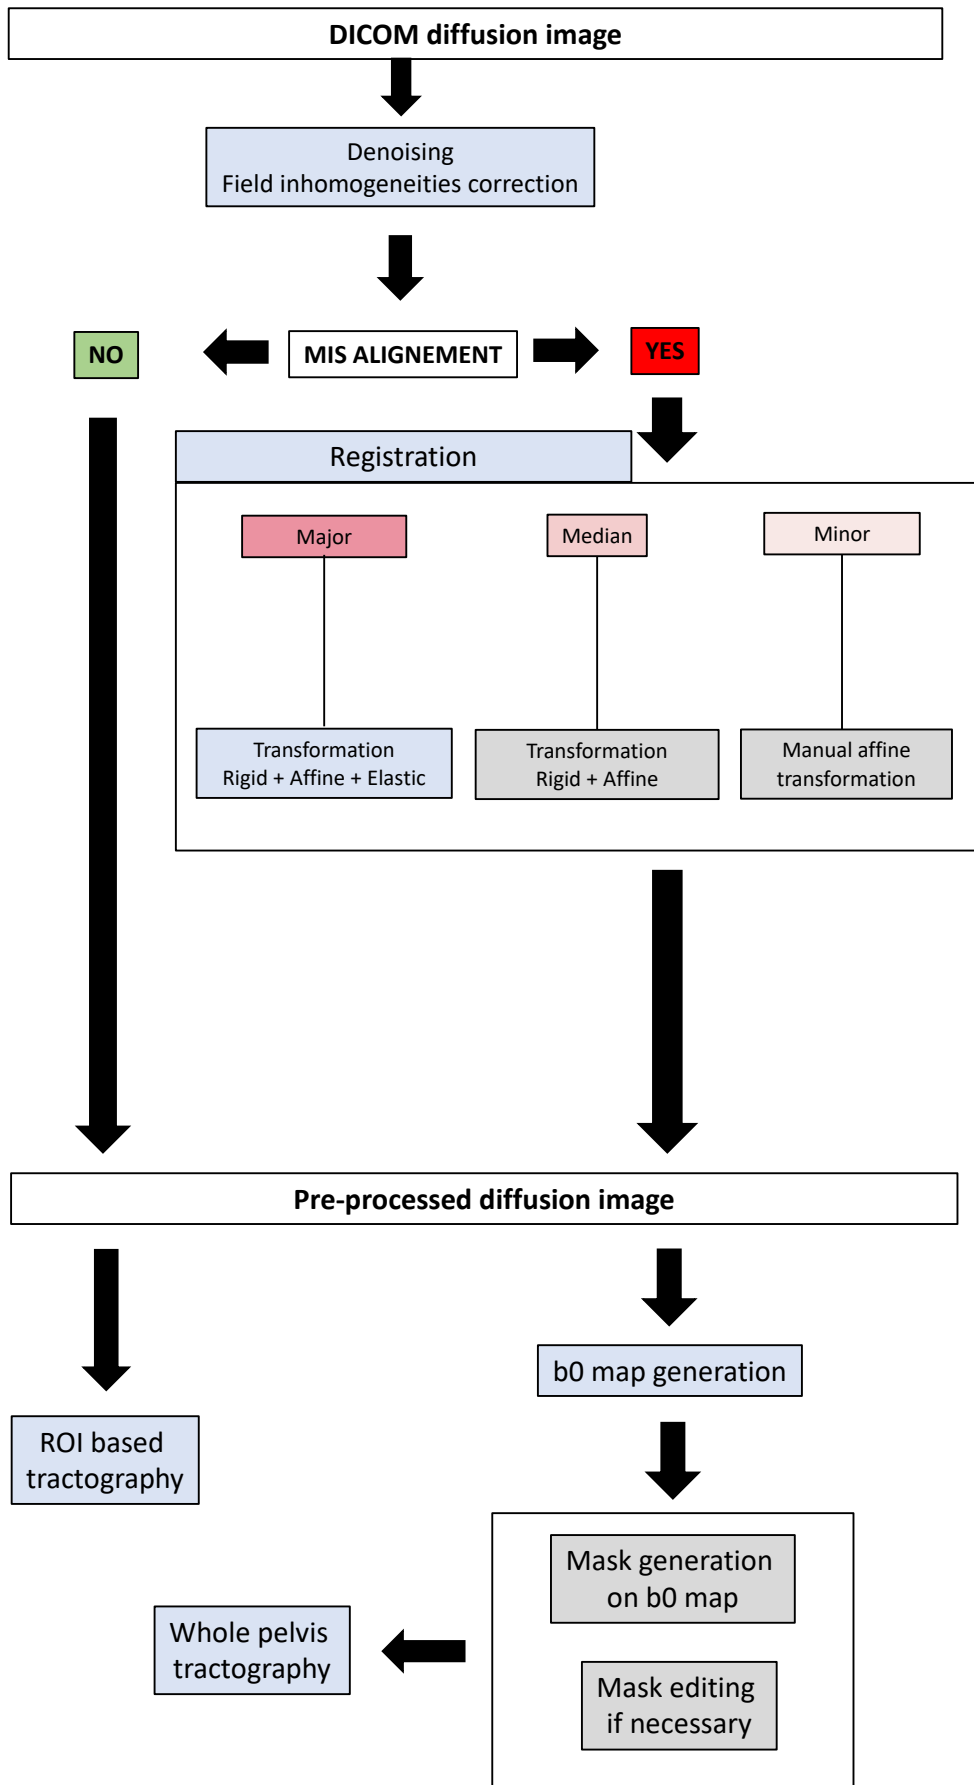 DICOM diffusion image
Denoising
Field inhomogeneities correction
NO
MIS ALIGNEMENT
YES
Registration
Major
Median
Minor
Transformation
Rigid + Affine + Elastic
Transformation
Rigid + Affine
Manual affine
transformation
Pre-processed diffusion image
b0 map generation
ROI based
tractography
Mask generation
on b0 map
Whole pelvis
tractography
Mask editing
if necessary